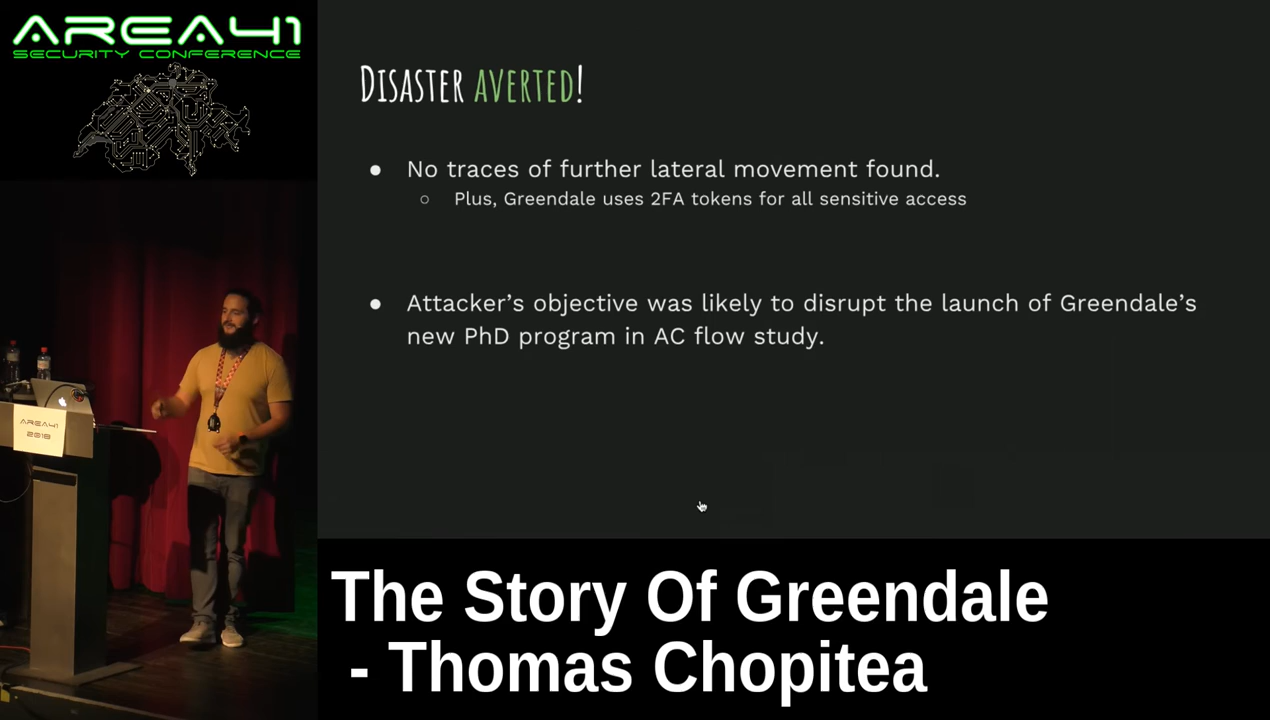 AREA41
SECURITY CONFERENCE
DISASTER AVERTED!
● No traces of further lateral movement found.
○ Plus, Greendale uses 2FA tokens for all sensitive access
● Attacker's objective was likely to disrupt the launch of Greendale's
new PhD program in AC flow study.
AREA41
2018
The Story Of Greendale
- Thomas Chopitea